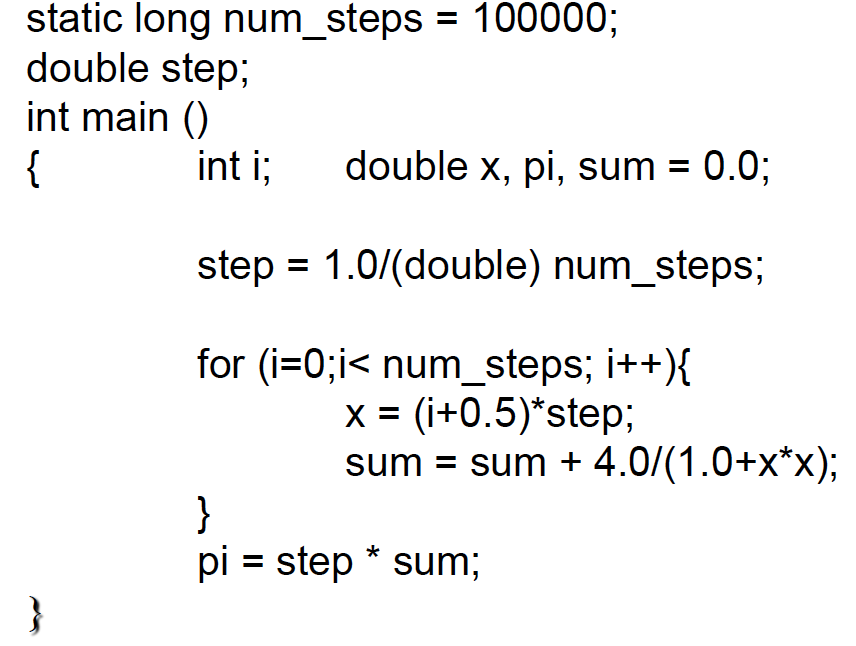 static long num_steps = 100000;
double step;
int main ()
{ int i; double x, pi, sum = 0.0;
step = 1.0/(double) num_steps;
for (i=0;i< num_steps; i++){
x = (i+0.5)*step;
sum = sum + 4.0/(1.0+x*x);
}
pi = step * sum;
}